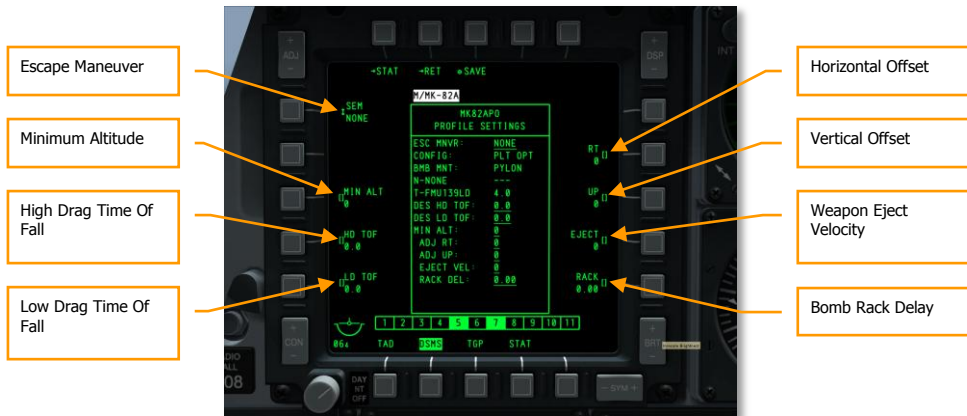 Escape Maneuver
Minimum Altitude
High Drag Time Of
Fall
Low Drag Time Of
Fall
ADJ
DSP
INT
→STAT →RET SAVE
M/MK-82A
SEM
NONE
MK82APO
PROFILE SETTINGS
ESC MNVR: NONE
CONFIG: PLT OPT
BMB MNT: PYLON
N-NONE ---
T-FMU139LD 4.0
DES HD TOF: 0.0
DES LD TOF: 0.0
MIN ALT: 0
ADJ RT: 0
ADJ UP: 0
EJECT VEL: 0
RACK DEL: 0.00
MIN ALT
0
HD TOF
0.0
LD TOF
0.0
RT
0
UP
0
EJECT
0
RACK
0.00
1 2 3 4 5 6 7 8 9 10 11
TAD DSMS TGP STAT
CON
BRT
DAY
NT
OFF
- SYM +
08
Horizontal Offset
Vertical Offset
Weapon Eject
Velocity
Bomb Rack Delay